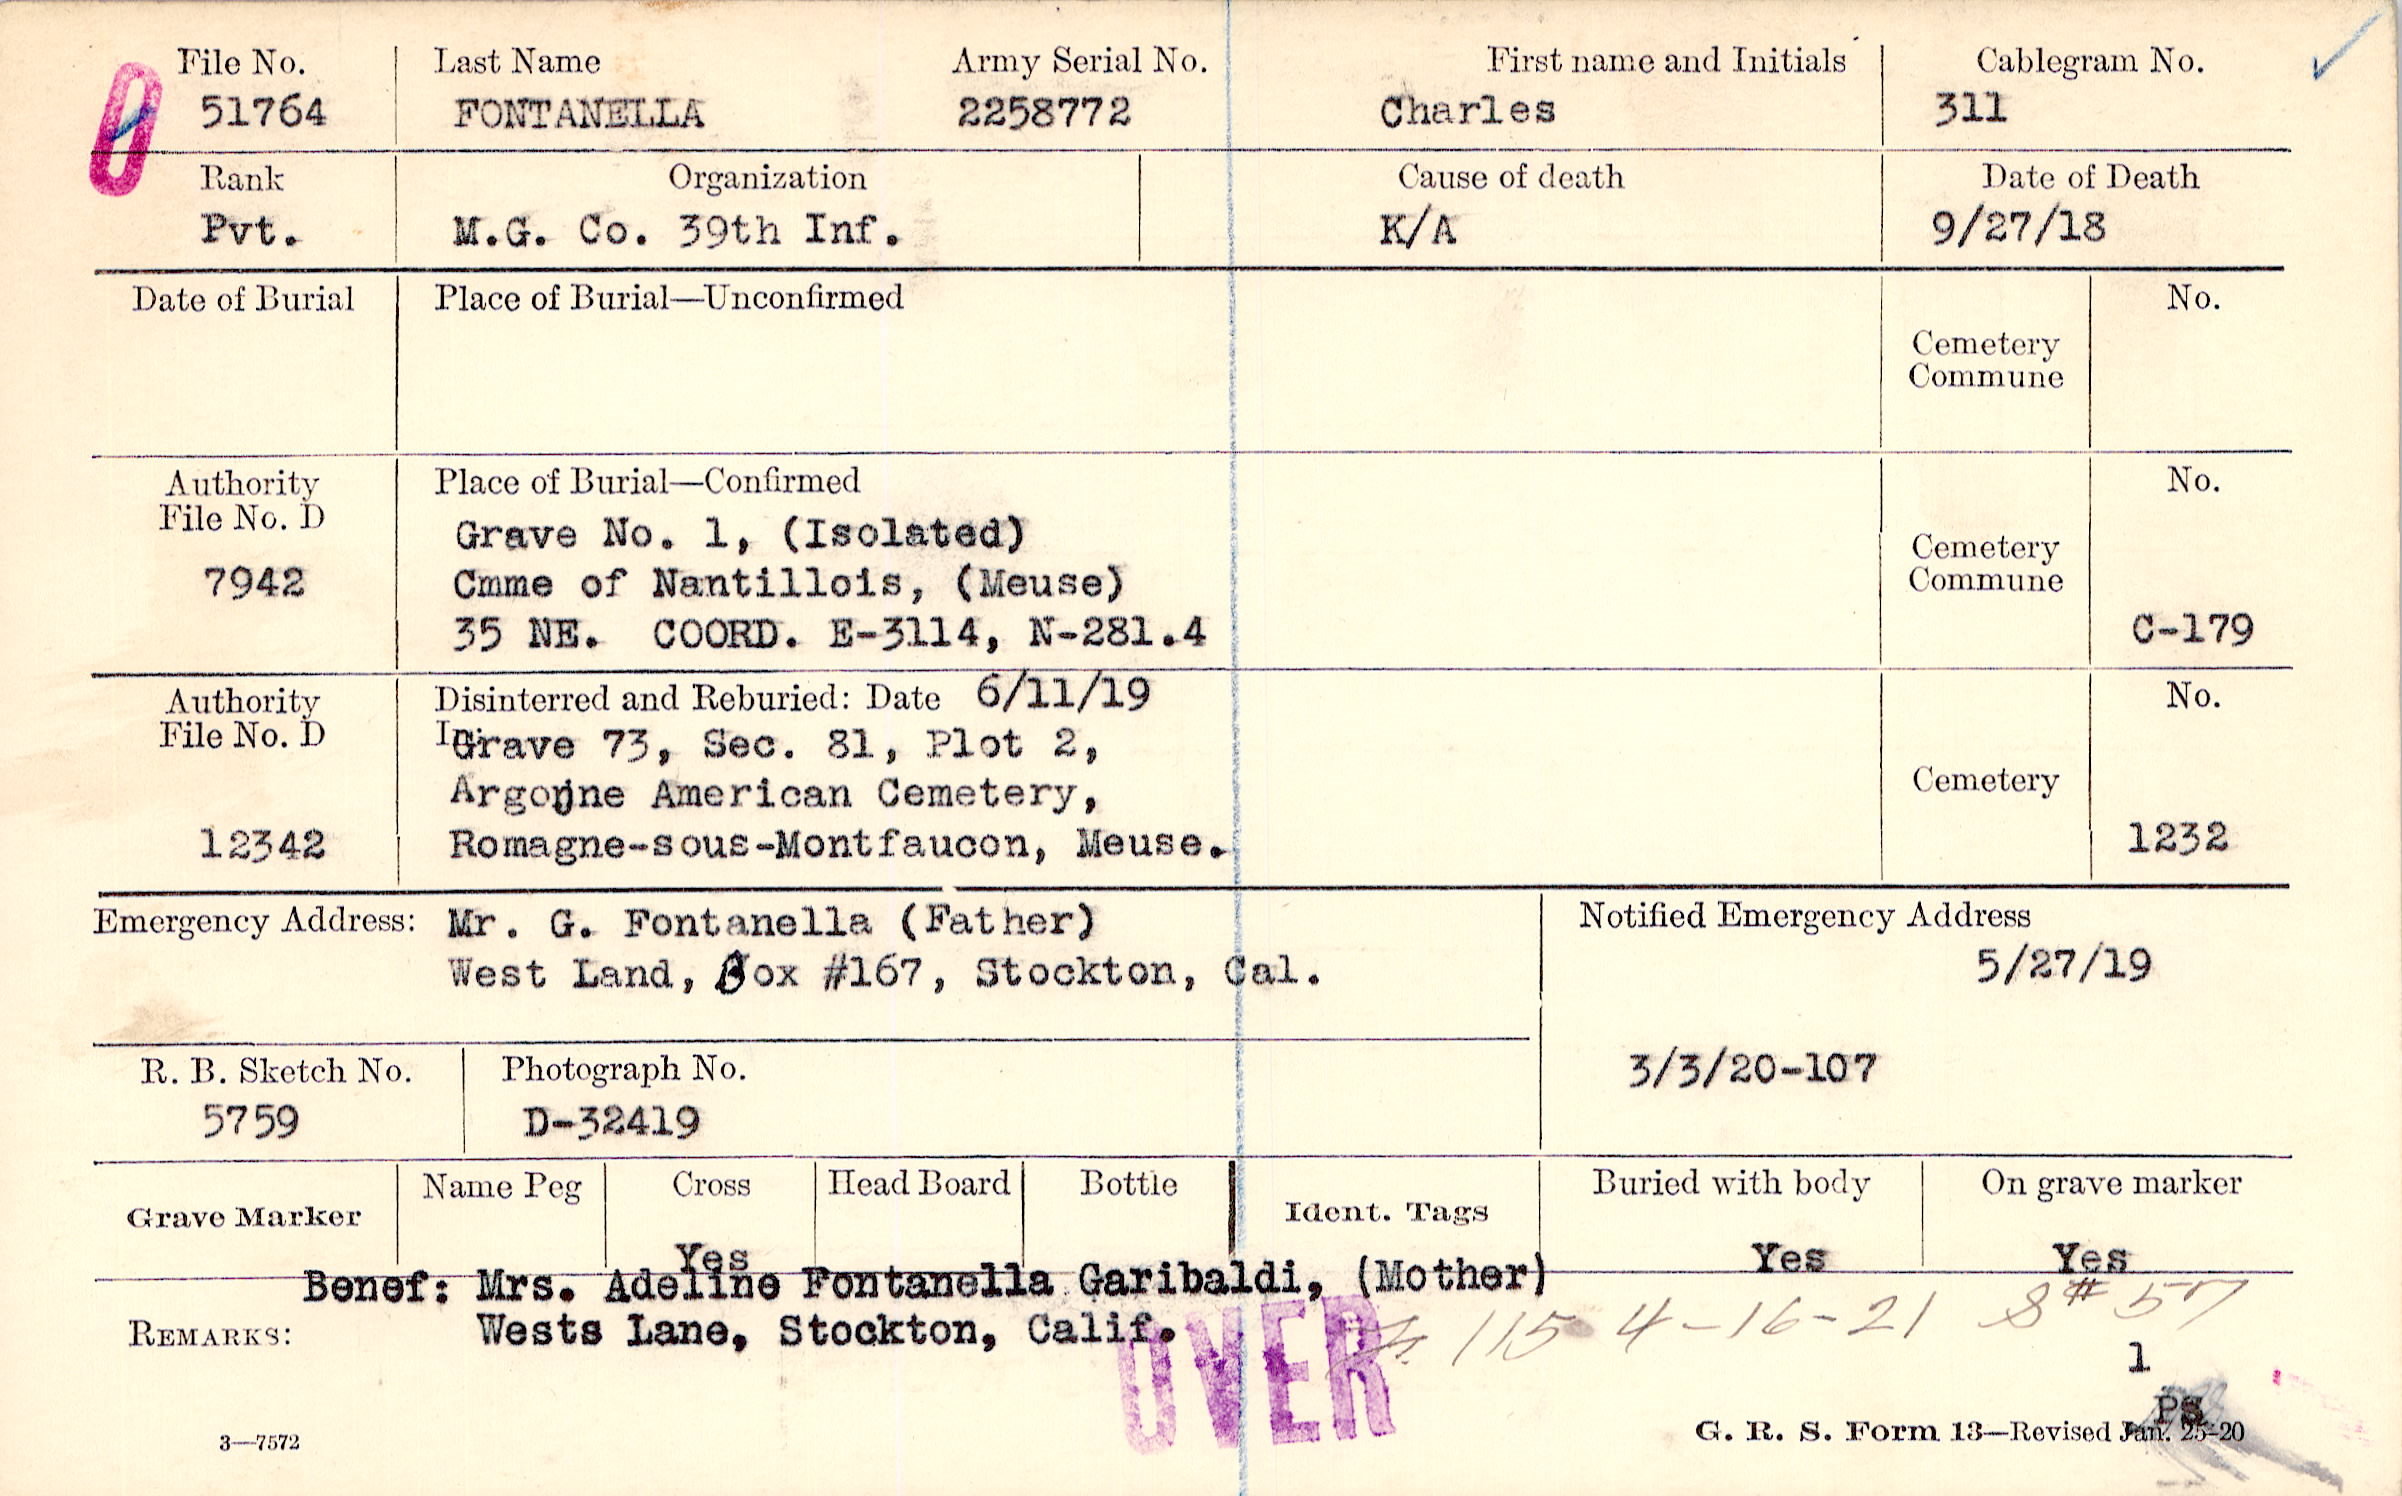 File No. Last Name Army Serial No. First name and Initials Cablegram No.
51764 FONTANELLA 2258772 Charles 311
Rank Organization Cause of death Date of Death
Pvt. M.G. Co. 39th Inf. K/A 9/27/18
Date of Burial Place of Burial—Unconfirmed No.
Cemetery
Commune
Authority Place of Burial—Confirmed No.
File No. D
Grave No. 1, (Isolated)
7942 Cmme of Nantillois, (Meuse) Cemetery
Commune
35 NE. COORD. E-3114, N-281.4 C-179
Authority Disinterred and Reburied: Date 6/11/19 No.
File No. D In: Grave 73, Sec. 81, Plot 2,
Argonne American Cemetery, Cemetery
12342 Romagne-sous-Montfaucon, Meuse. 1232
Emergency Address: Mr. G. Fontanella (Father) Notified Emergency Address
West Land, Box #167, Stockton, Cal. 5/27/19
R. B. Sketch No. Photograph No. 3/3/20-107
5759 D-32419
Grave Marker Name Peg Cross Head Board Bottle Ident. Tags Buried with body On grave marker
Yes Yes Yes
Benef: Mrs. Adeline Fontanella Garibaldi, (Mother)
REMARKS: Wests Lane, Stockton, Calif.
115 4-16-21 S# 57
OVER
1
PS
3—7572 G. R. S. Form 13—Revised Jan. 25-20